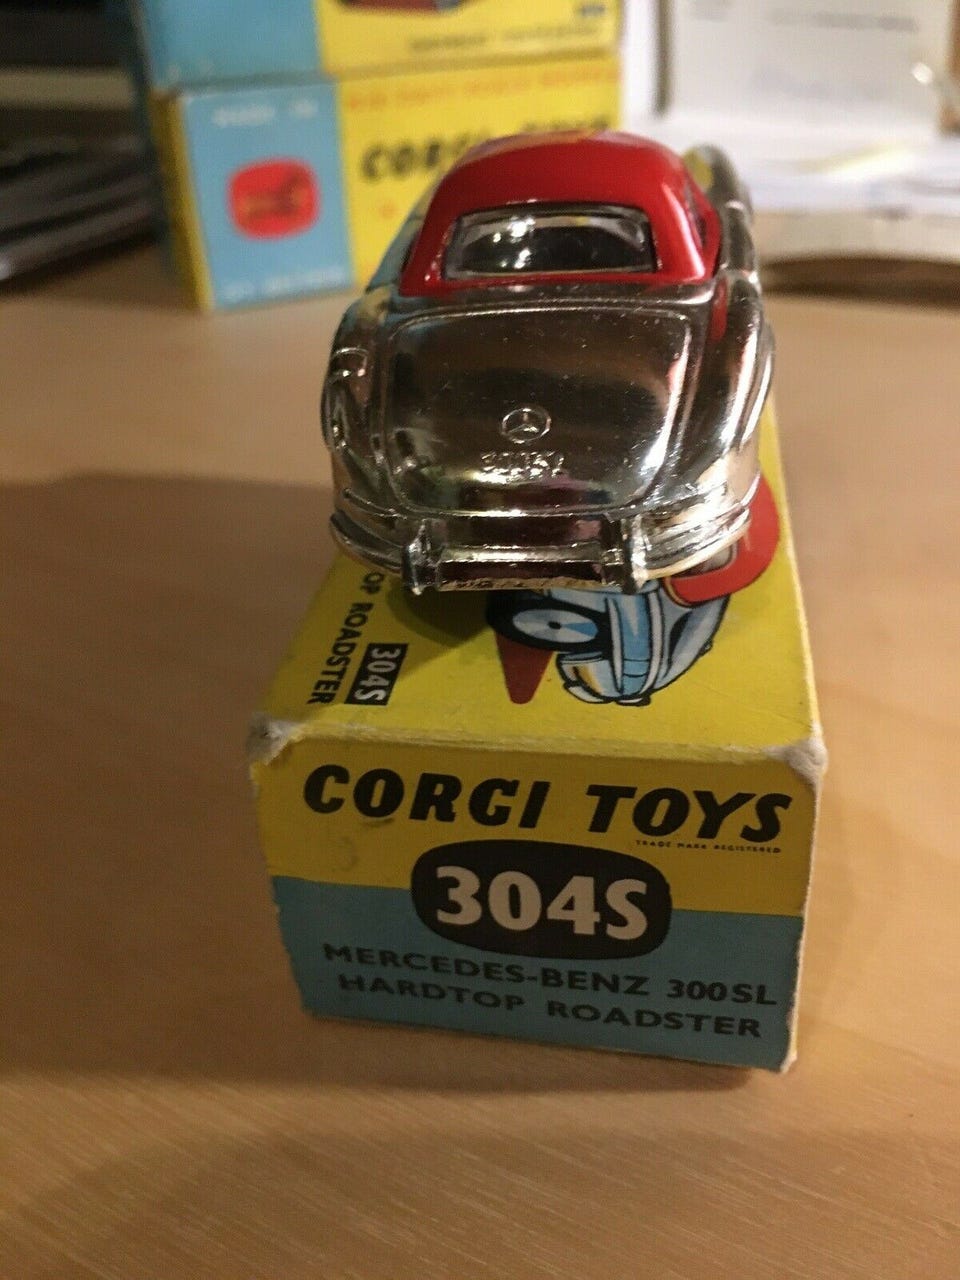 CORGI
OP ROADSTER
304S
CORGI TOYS
TRADE MARK REGISTERED
304S
MERCEDES-BENZ 300SL
HARDTOP ROADSTER